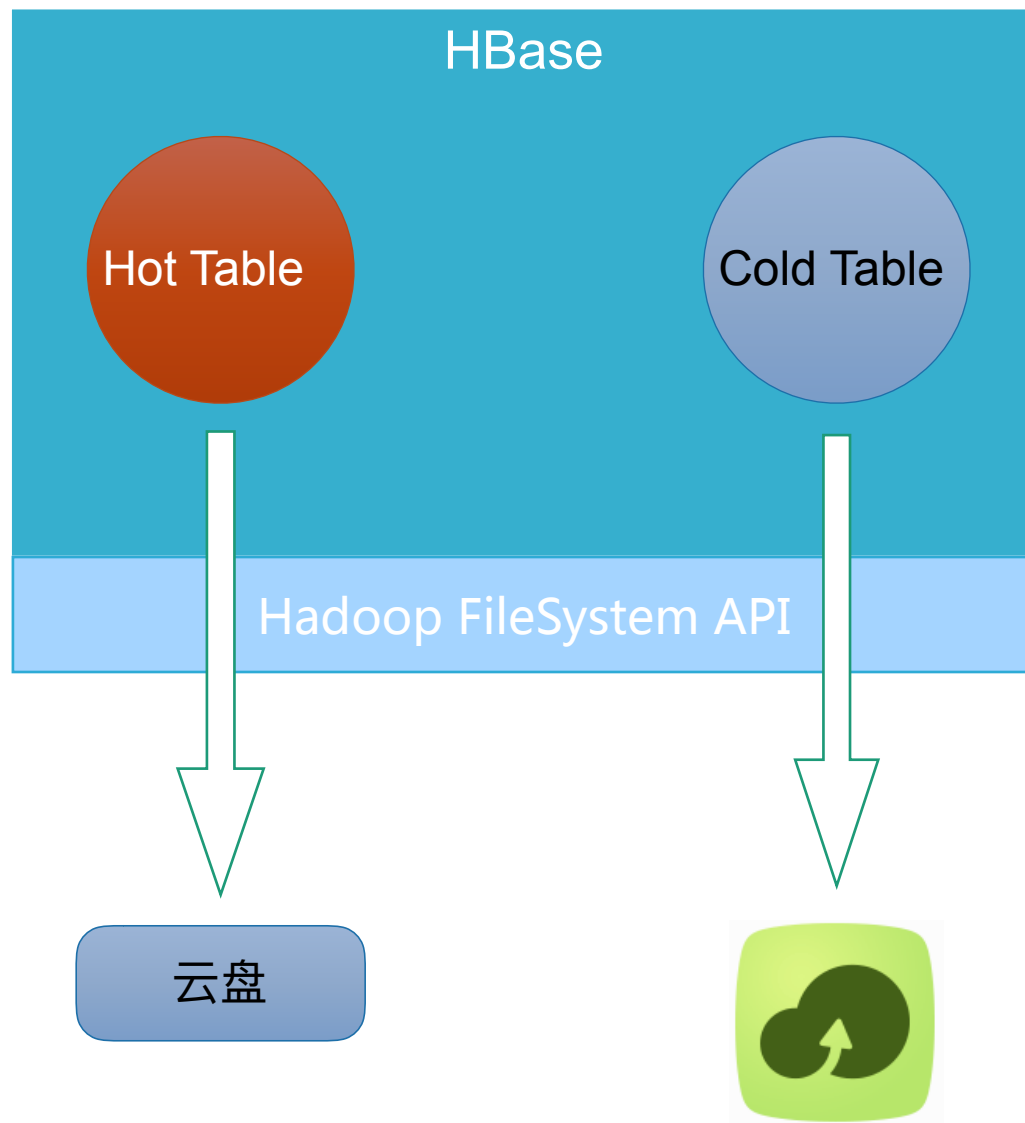 HBase
Hot Table
Cold Table
Hadoop FileSystem API
云盘